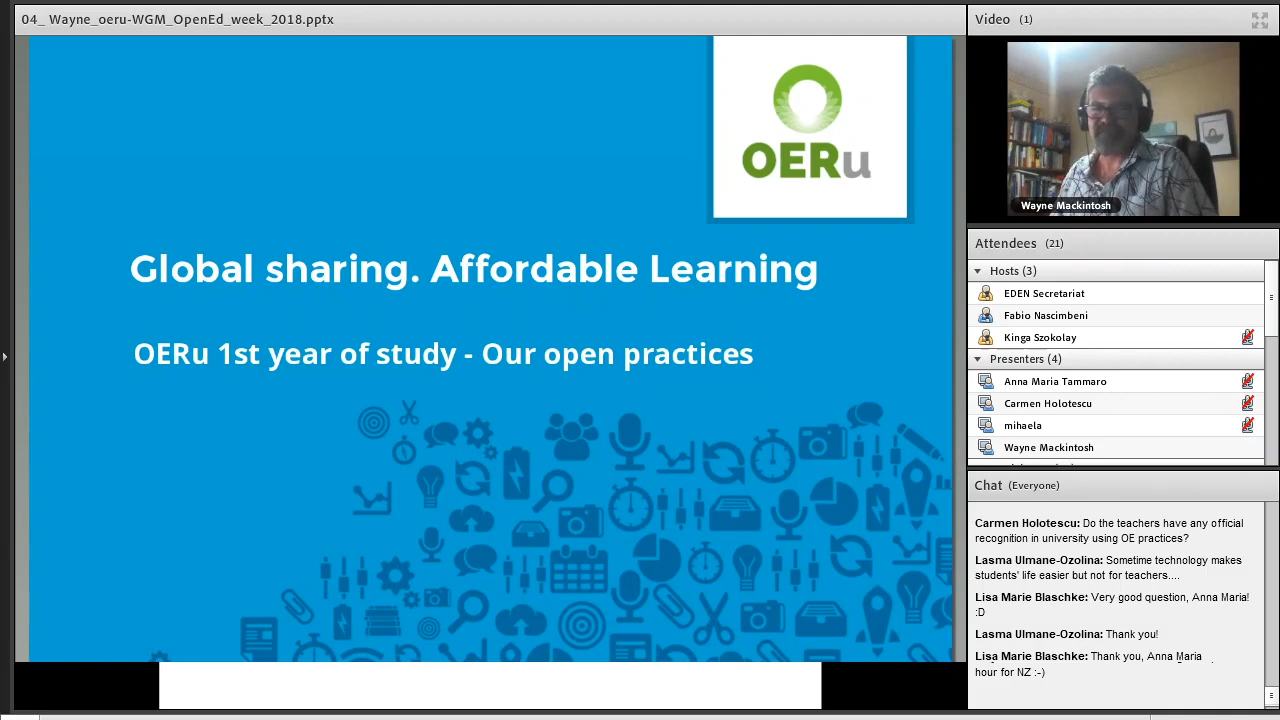 04_ Wayne_oeru-WGM_OpenEd_week_2018.pptx
OERu
Global sharing. Affordable Learning
OERu 1st year of study - Our open practices
Video (1)
Wayne Mackintosh
Attendees (21)
Hosts (3)
EDEN Secretariat
Fabio Nascimbeni
Kinga Szokolay
Presenters (4)
Anna Maria Tammaro
Carmen Holotescu
mihaela
Wayne Mackintosh
Chat (Everyone)
Carmen Holotescu: Do the teachers have any official
recognition in university using OE practices?
Lasma Ulmane-Ozolina: Sometime technology makes
students' life easier but not for teachers....
Lisa Marie Blaschke: Very good question, Anna Maria!
:D
Lasma Ulmane-Ozolina: Thank you!
Lisa Marie Blaschke: Thank you, Anna Maria
hour for NZ :-)